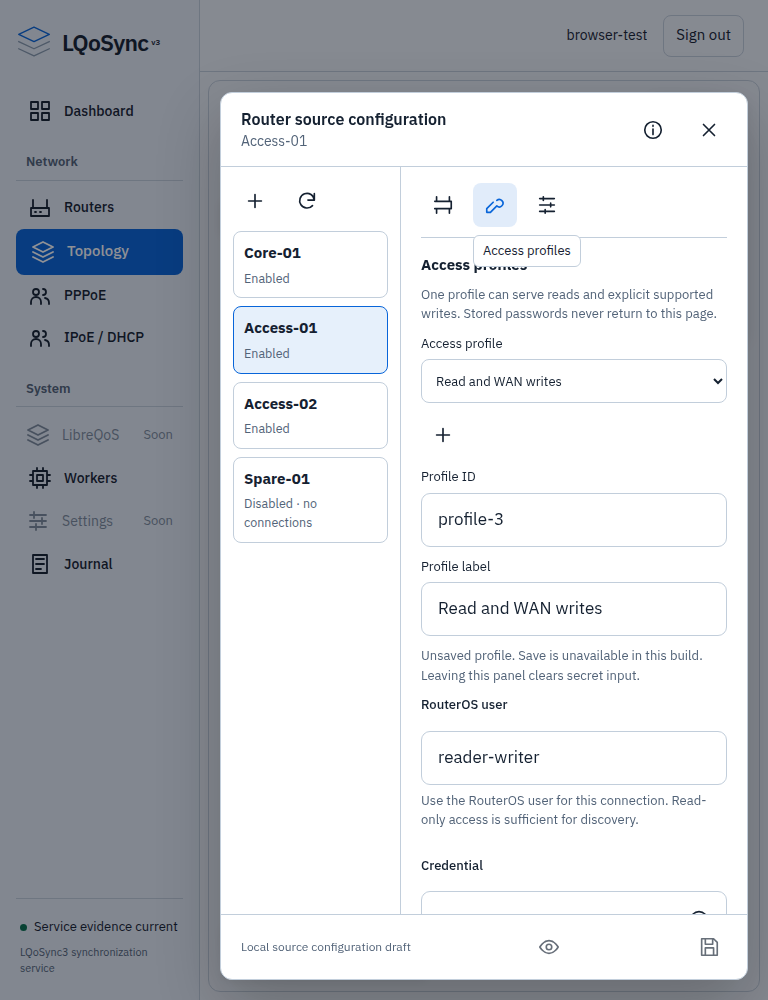 LQoSync v3
browser-test
Sign out
Dashboard
Network
Routers
Topology
PPPoE
IPoE / DHCP
System
LibreQoS Soon
Workers
Settings Soon
Journal
Service evidence current
LQoSync3 synchronization
service
Router source configuration
Access-01
Core-01
Enabled
Access-01
Enabled
Access-02
Enabled
Spare-01
Disabled · no
connections
Access profiles
Access profiles
One profile can serve reads and explicit supported
writes. Stored passwords never return to this page.
Access profile
Read and WAN writes
Profile ID
profile-3
Profile label
Read and WAN writes
Unsaved profile. Save is unavailable in this build.
Leaving this panel clears secret input.
RouterOS user
reader-writer
Use the RouterOS user for this connection. Read-
only access is sufficient for discovery.
Credential
Local source configuration draft